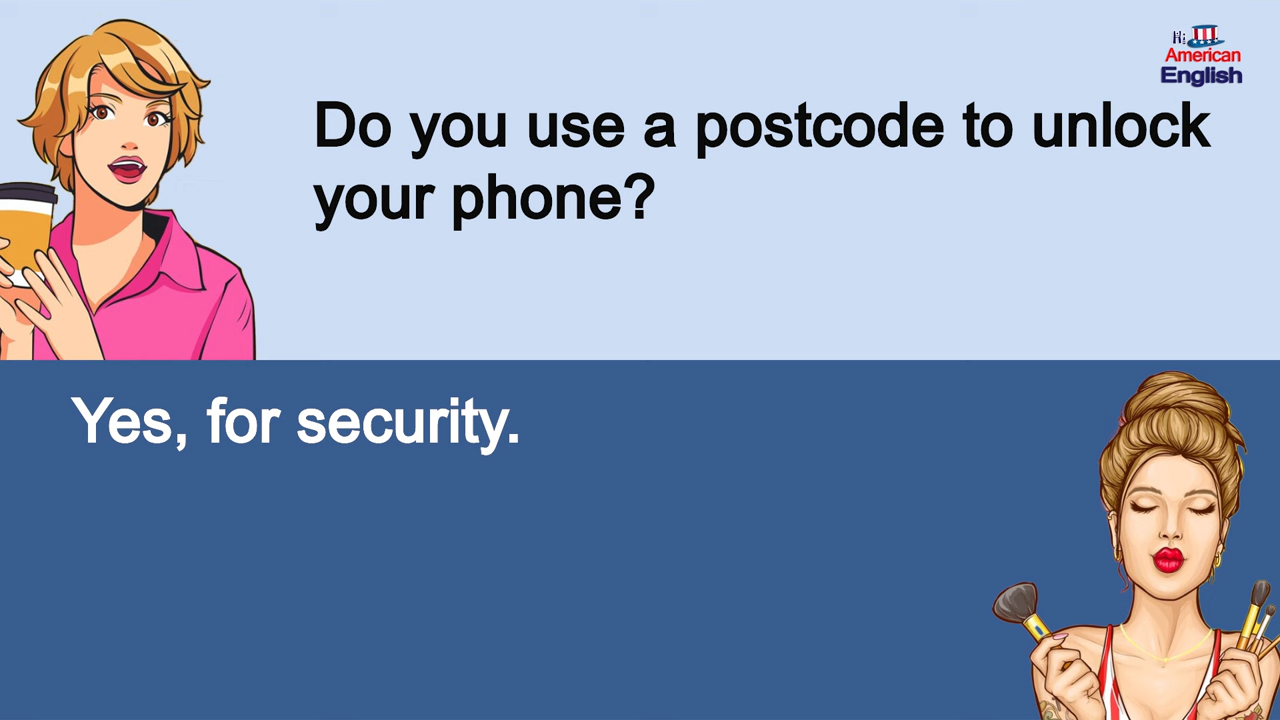 Hi
American
English
Do you use a postcode to unlock
your phone?
Yes, for security.